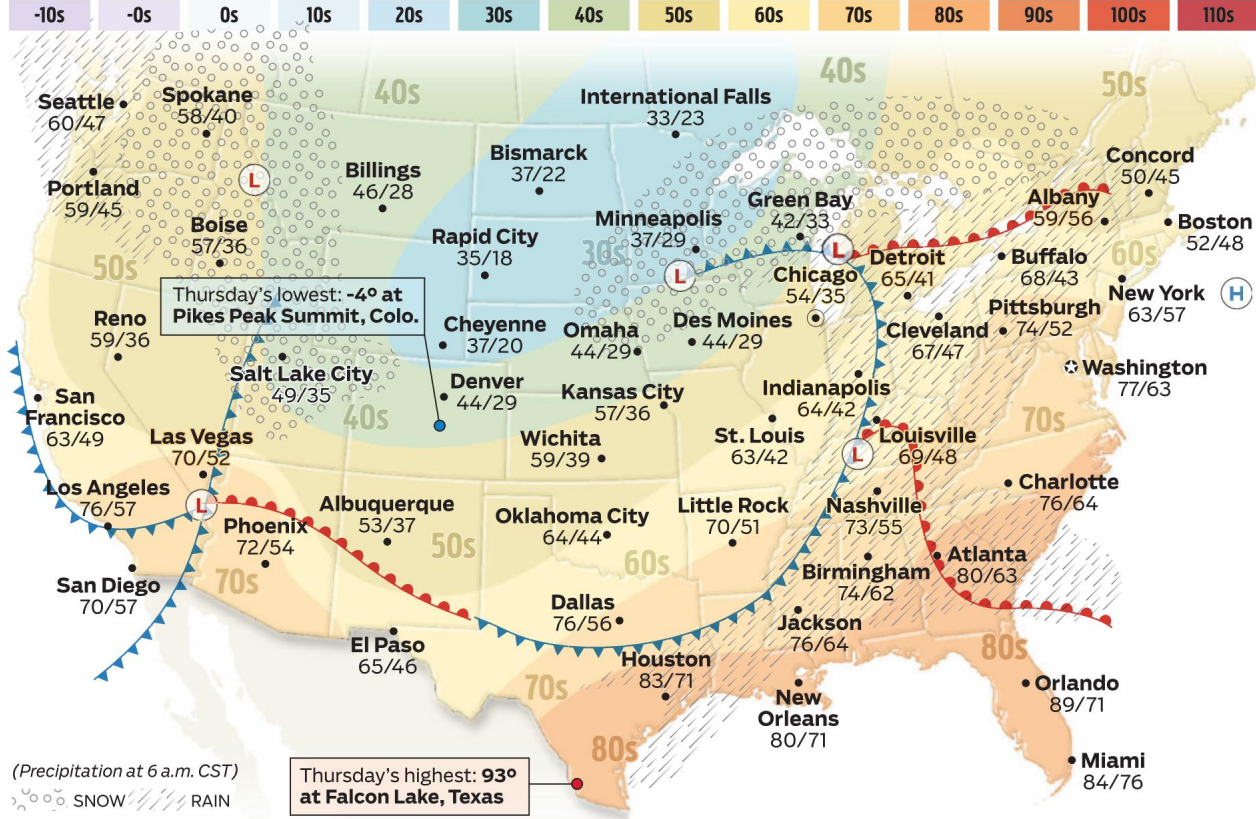 -10s -0s 0s 10s 20s 30s 40s 50s 60s 70s 80s 90s 100s 110s
40s
40s
50s
Seattle
60/47
Spokane
58/40
International Falls
33/23
Portland
59/45
L
Billings
46/28
Bismarck
37/22
Concord
50/45
Boise
57/36
Rapid City
35/18
30s
Minneapolis
37/29
Green Bay
42/33
Albany
59/56
Boston
52/48
50s
L
L
Chicago
54/35
Detroit
65/41
Buffalo
68/43
60s
New York
63/57
H
Thursday's lowest: -4º at
Pikes Peak Summit, Colo.
Reno
59/36
Cheyenne
37/20
Omaha
44/29
Des Moines
44/29
Cleveland
67/47
Pittsburgh
74/52
Salt Lake City
49/35
40s
Denver
44/29
Kansas City
57/36
Indianapolis
64/42
Washington
77/63
San
Francisco
63/49
Las Vegas
70/52
Wichita
59/39
St. Louis
63/42
L
Louisville
69/48
70s
Los Angeles
76/57
L
Phoenix
72/54
Albuquerque
53/37
50s
Oklahoma City
64/44
60s
Little Rock
70/51
Nashville
73/55
Charlotte
76/64
San Diego
70/57
70s
Birmingham
74/62
Atlanta
80/63
El Paso
65/46
Dallas
76/56
Jackson
76/64
80s
70s
Houston
83/71
New
Orleans
80/71
Orlando
89/71
80s
Miami
84/76
Thursday's highest: 93º
at Falcon Lake, Texas
(Precipitation at 6 a.m. CST)
SNOW RAIN